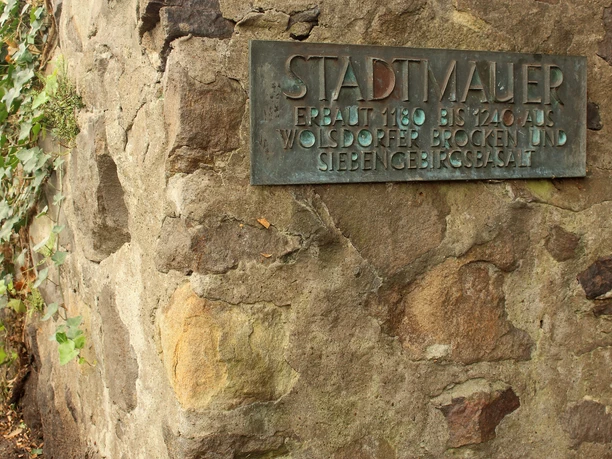 STADTMAUER
ERBAUT 1180 BIS 1240 AUS
WOLSDORFER BROCKEN UND
SIEBENGEBIRGSBASALT